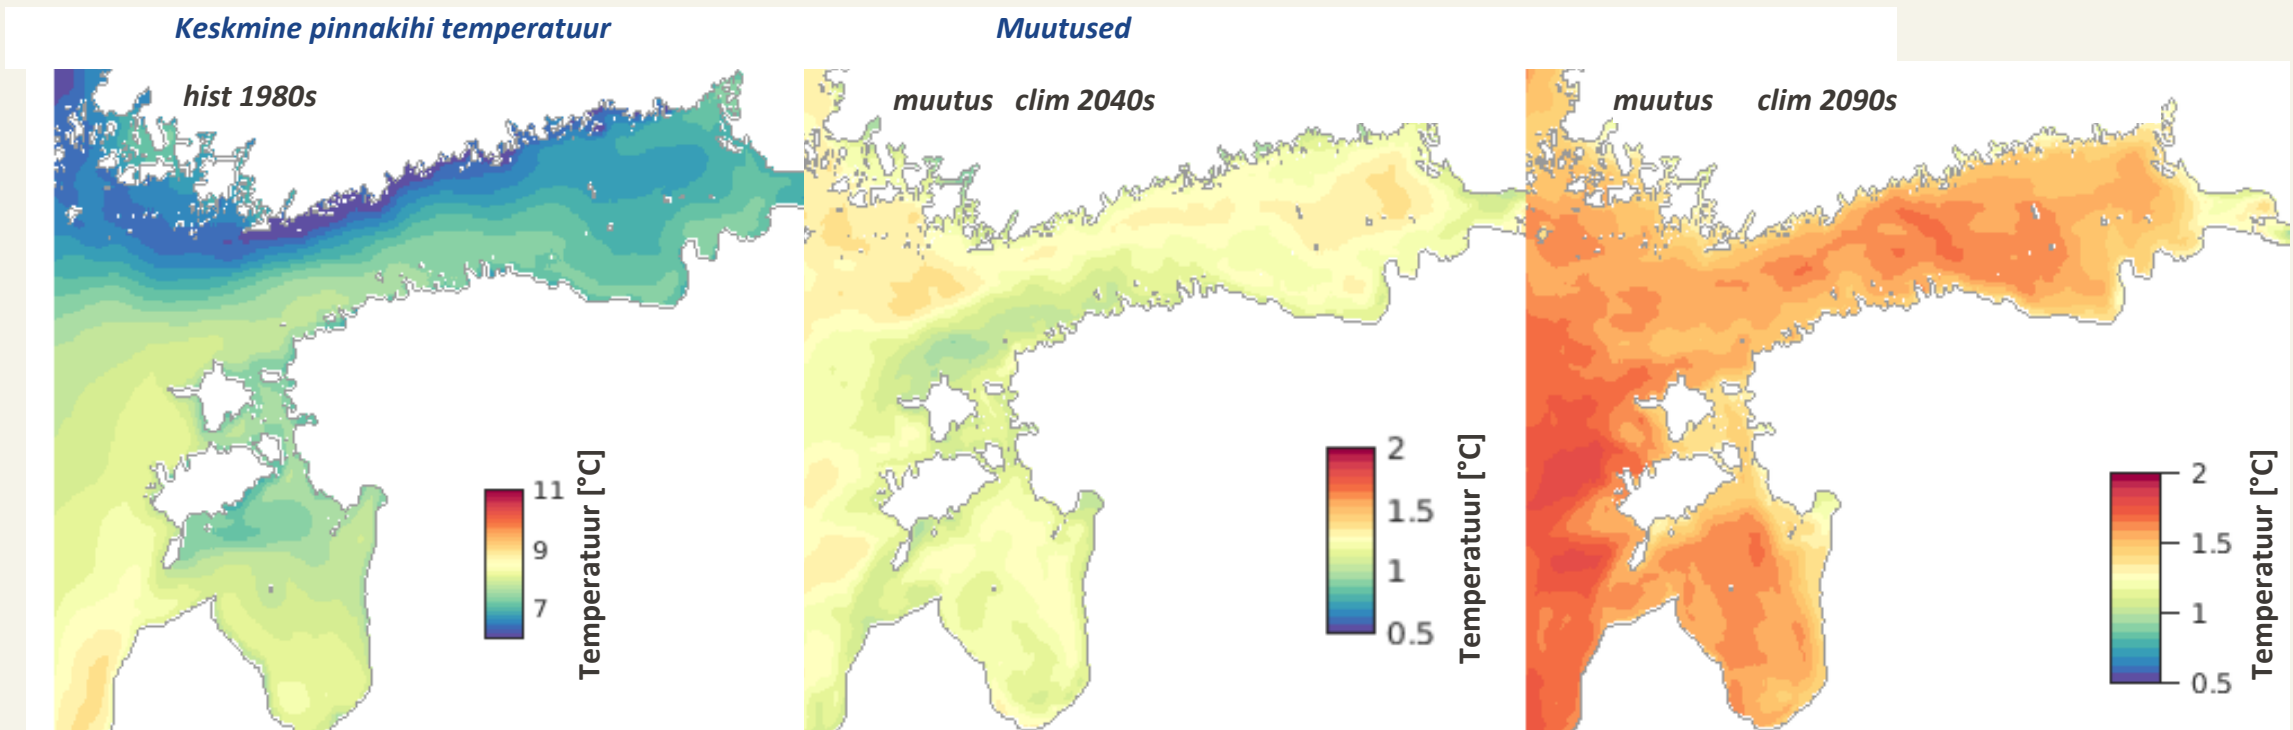 Keskmine pinnakihi temperatuur
Muutused
hist 1980s
muutus clim 2040s
muutus clim 2090s
11
9
7
Temperatuur [°C]
2
1.5
1
0.5
Temperatuur [°C]
2
1.5
1
0.5
Temperatuur [°C]